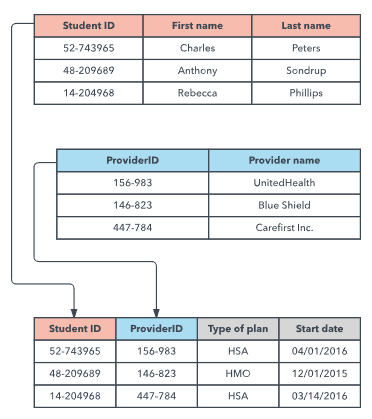 Student ID First name Last name
52-743965 Charles Peters
48-209689 Anthony Sondrup
14-204968 Rebecca Phillips
ProviderID Provider name
156-983 UnitedHealth
146-823 Blue Shield
447-784 Carefirst Inc.
Student ID ProviderID Type of plan Start date
52-743965 156-983 HSA 04/01/2016
48-209689 146-823 HMO 12/01/2015
14-204968 447-784 HSA 03/14/2016